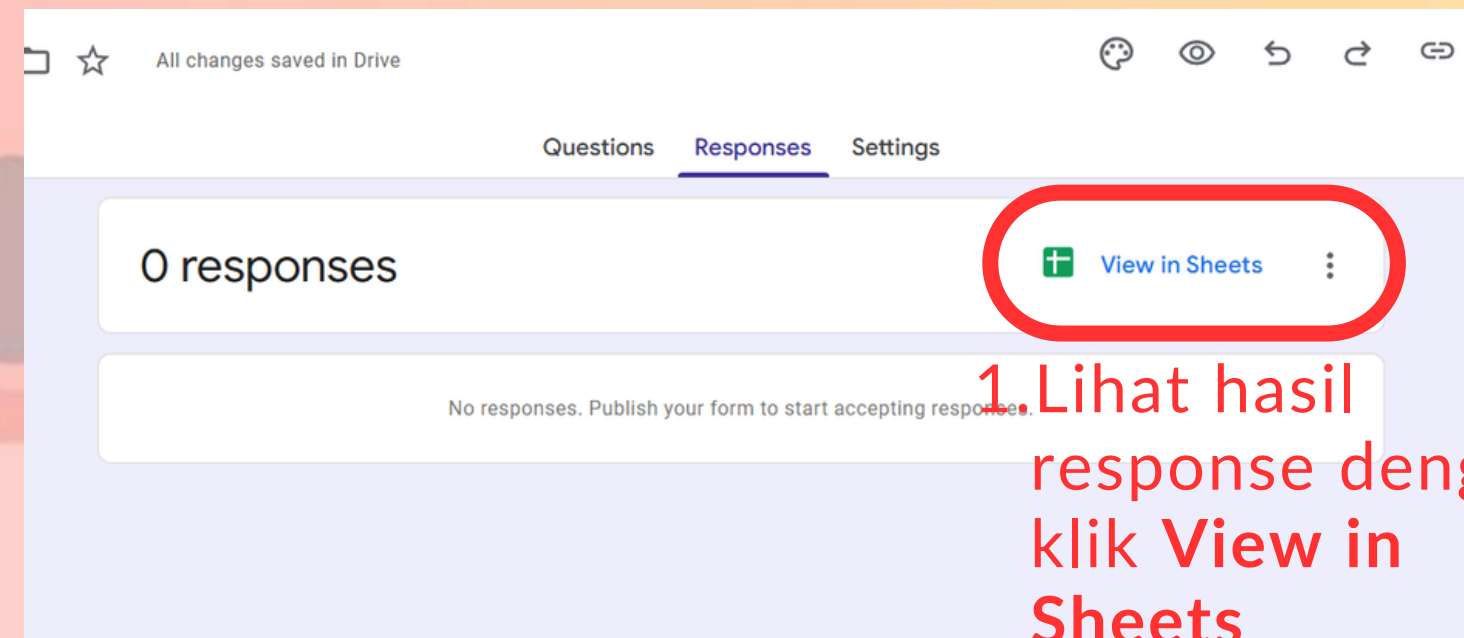 All changes saved in Drive
Questions Responses Settings
0 responses
View in Sheets
No responses. Publish your form to start accepting responses.
1.Lihat hasil
response
klik View in
Sheets